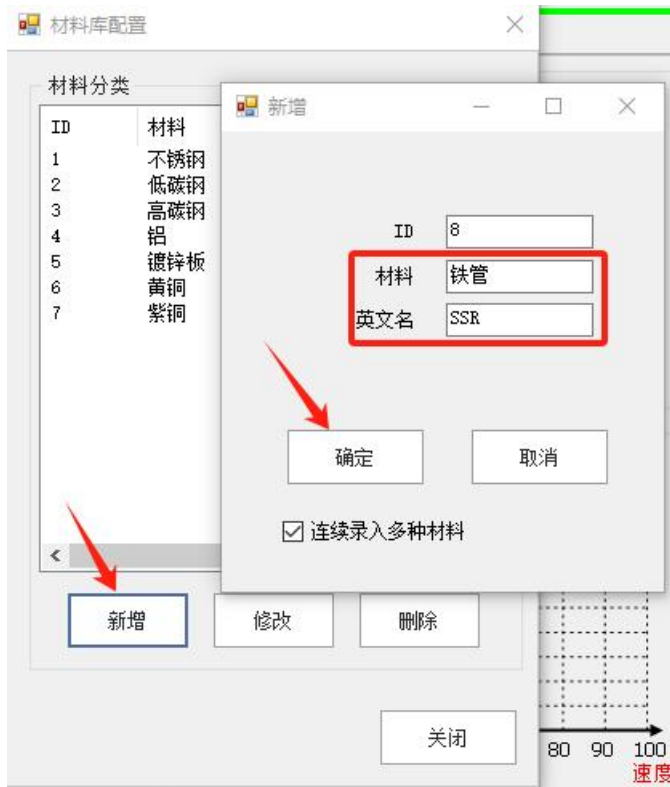 材料库配置
材料分类
ID 材料
1 不锈钢
2 低碳钢
3 高碳钢
4 铝
5 镀锌板
6 黄铜
7 紫铜
新增
ID 8
材料 铁管
英文名 SSR
确定 取消
连续录入多种材料
新增 修改 删除
关闭
80 90 100
速度